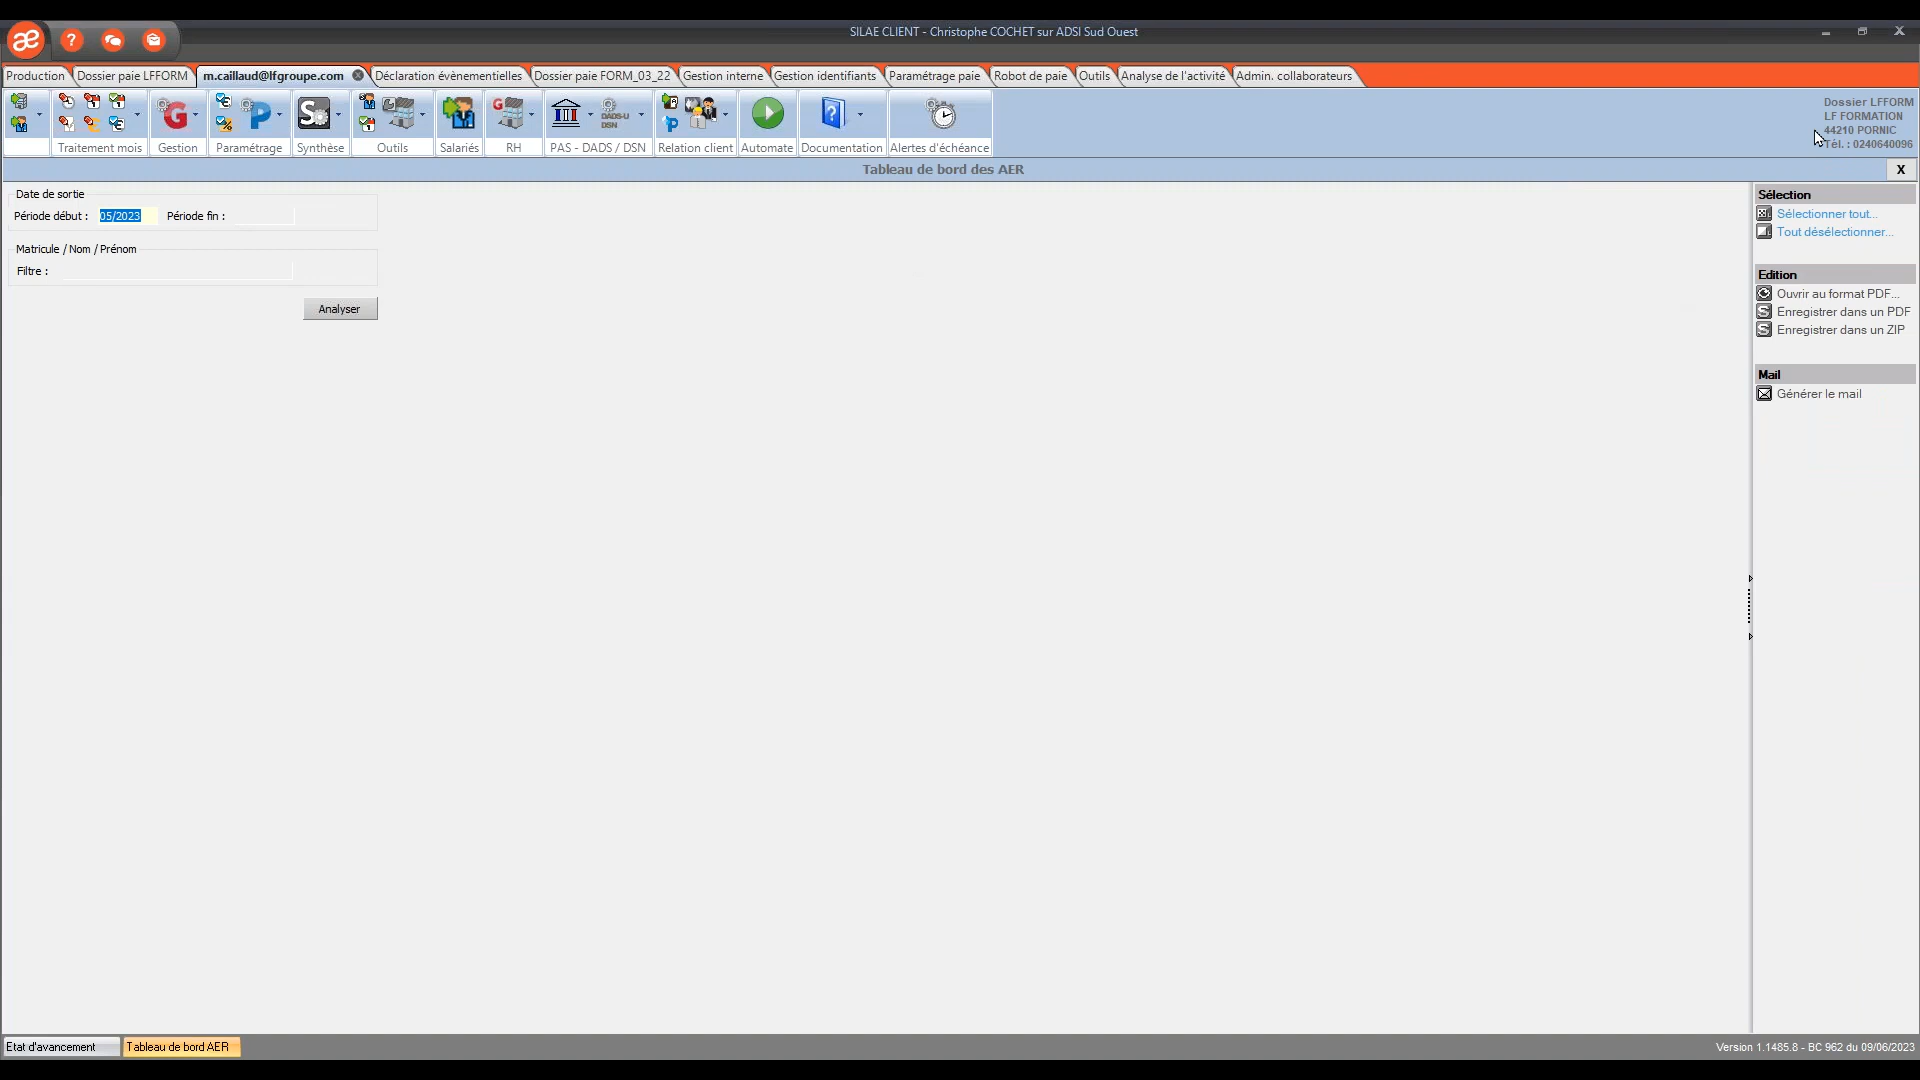 SILAE CLIENT - Christophe COCHET sur ADSI Sud Ouest
æ
Production
Dossier paie LFFORM
m.caillaud@lfgroupe.com
Déclaration évènementielles
Dossier paie FORM_03_22
Gestion interne
Gestion identifiants
Paramétrage paie
Robot de paie
Outils
Analyse de l'activité
Admin. collaborateurs
Traitement mois
Gestion
Paramétrage
Synthèse
Outils
Salariés
RH
PAS - DADS / DSN
DADS-U
DSN
Relation client
Automate
Documentation
Alertes d'échéance
Dossier LFFORM
LF FORMATION
44210 PORNIC
Tél. : 0240640096
Tableau de bord des AER
X
Date de sortie
Période début : 05/2023 Période fin :
Matricule / Nom / Prénom
Filtre :
Analyser
Sélection
Sélectionner tout...
Tout désélectionner...
Edition
Ouvrir au format PDF...
Enregistrer dans un PDF
Enregistrer dans un ZIP
Mail
Générer le mail
Etat d'avancement
Tableau de bord AER
Version 1.1485.8 - BC 962 du 09/06/2023